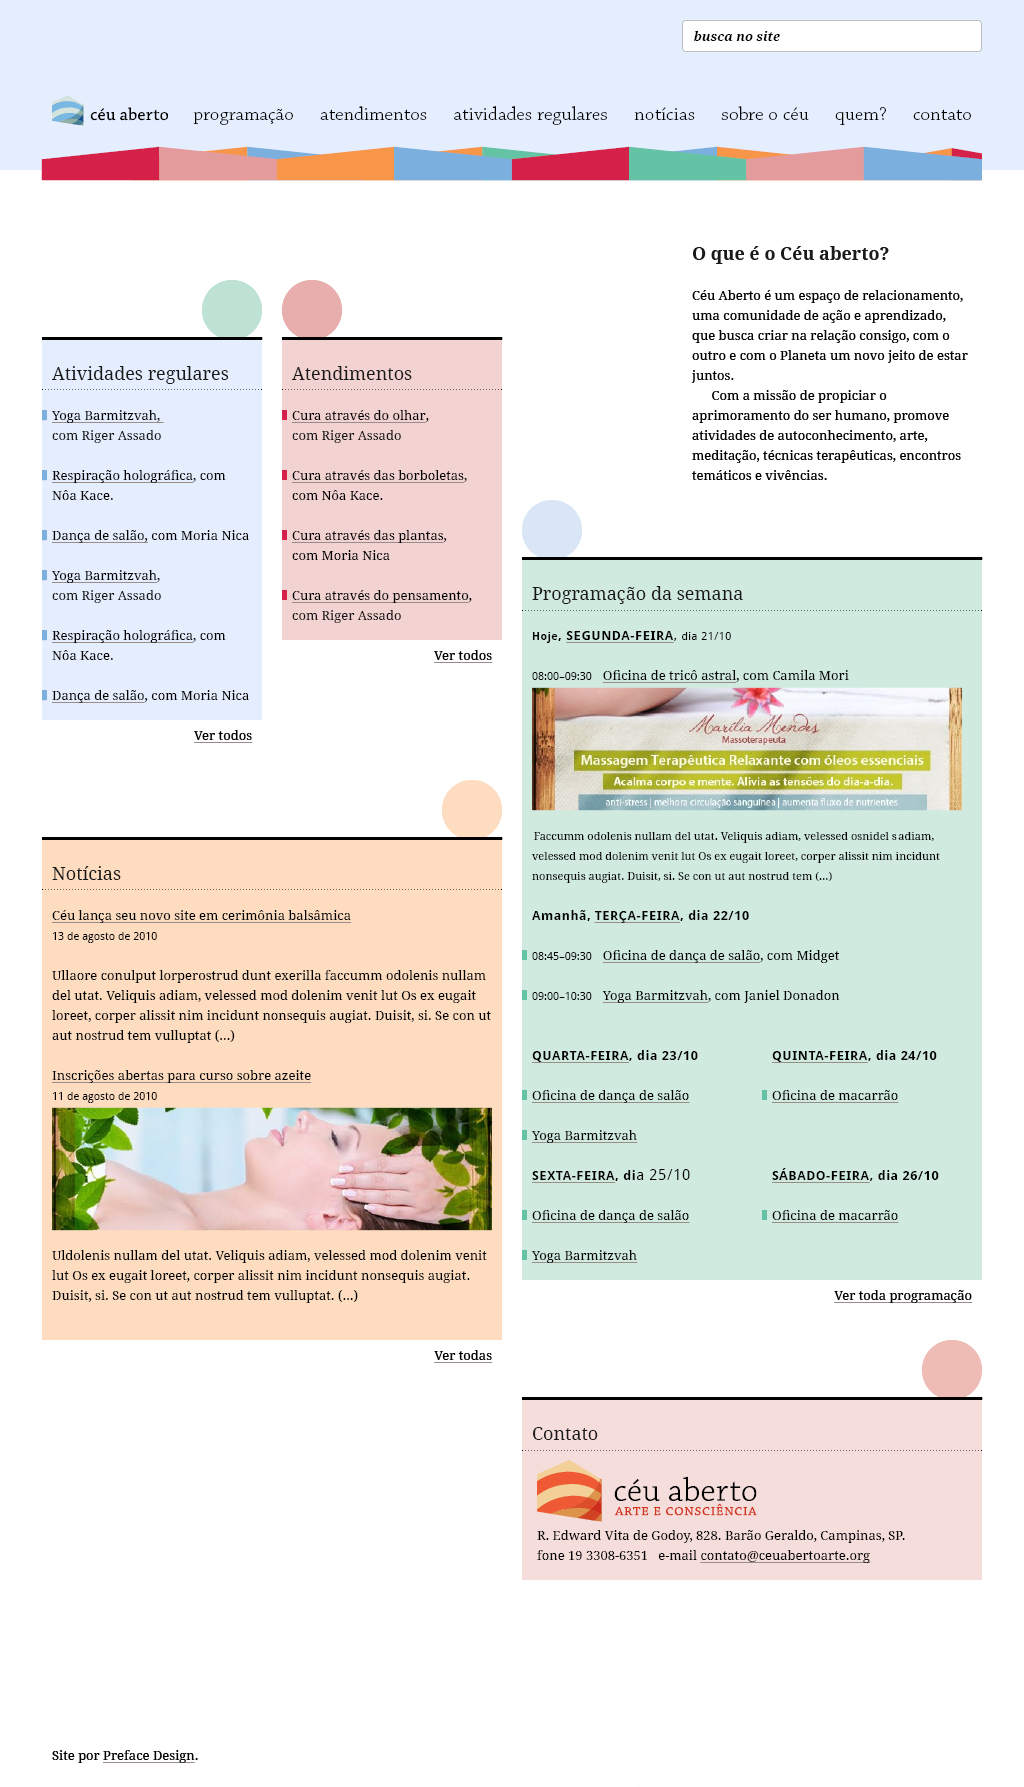 busca no site
céu aberto programação atendimentos atividades regulares notícias sobre o céu quem? contato
O que é o Céu aberto?
Céu Aberto é um espaço de relacionamento,
uma comunidade de ação e aprendizado,
que busca criar na relação consigo, com o
outro e com o Planeta um novo jeito de estar
juntos.
Com a missão de propiciar o
aprimoramento do ser humano, promove
atividades de autoconhecimento, arte,
meditação, técnicas terapêuticas, encontros
temáticos e vivências.
Atividades regulares
Yoga Barmitzvah,
com Riger Assado
Respiração holográfica, com
Nôa Kace.
Dança de salão, com Moria Nica
Yoga Barmitzvah,
com Riger Assado
Respiração holográfica, com
Nôa Kace.
Dança de salão, com Moria Nica
Ver todos
Atendimentos
Cura através do olhar,
com Riger Assado
Cura através das borboletas,
com Nôa Kace.
Cura através das plantas,
com Moria Nica
Cura através do pensamento,
com Riger Assado
Ver todos
Programação da semana
Hoje, SEGUNDA-FEIRA, dia 21/10
08:00–09:30 Oficina de tricô astral, com Camila Mori
Marília Mendes
Massoterapeuta
Massagem Terapêutica Relaxante com óleos essenciais
Acalma corpo e mente. Alivia as tensões do dia-a-dia.
anti-stress | melhora circulação sanguínea | aumenta fluxo de nutrientes
Faccumm odolenis nullam del utat. Veliquis adiam, velessed osnidel s adiam,
velessed mod dolenim venit lut Os ex eugait loreet, corper alissit nim incidunt
nonsequis augiat. Duisit, si. Se con ut aut nostrud tem (...)
Amanhã, TERÇA-FEIRA, dia 22/10
08:45–09:30 Oficina de dança de salão, com Midget
09:00–10:30 Yoga Barmitzvah, com Janiel Donadon
QUARTA-FEIRA, dia 23/10
Oficina de dança de salão
Yoga Barmitzvah
QUINTA-FEIRA, dia 24/10
Oficina de macarrão
SEXTA-FEIRA, dia 25/10
Oficina de dança de salão
Yoga Barmitzvah
SÁBADO-FEIRA, dia 26/10
Oficina de macarrão
Ver toda programação
Notícias
Céu lança seu novo site em cerimônia balsâmica
13 de agosto de 2010
Ullaore conulput lorperostrud dunt exerilla faccumm odolenis nullam
del utat. Veliquis adiam, velessed mod dolenim venit lut Os ex eugait
loreet, corper alissit nim incidunt nonsequis augiat. Duisit, si. Se con ut
aut nostrud tem vulluptat (...)
Inscrições abertas para curso sobre azeite
11 de agosto de 2010
Uldolenis nullam del utat. Veliquis adiam, velessed mod dolenim venit
lut Os ex eugait loreet, corper alissit nim incidunt nonsequis augiat.
Duisit, si. Se con ut aut nostrud tem vulluptat. (...)
Ver todas
Contato
céu aberto
ARTE E CONSCIÊNCIA
R. Edward Vita de Godoy, 828. Barão Geraldo, Campinas, SP.
fone 19 3308-6351 e-mail contato@ceuabertoarte.org
Site por Preface Design.